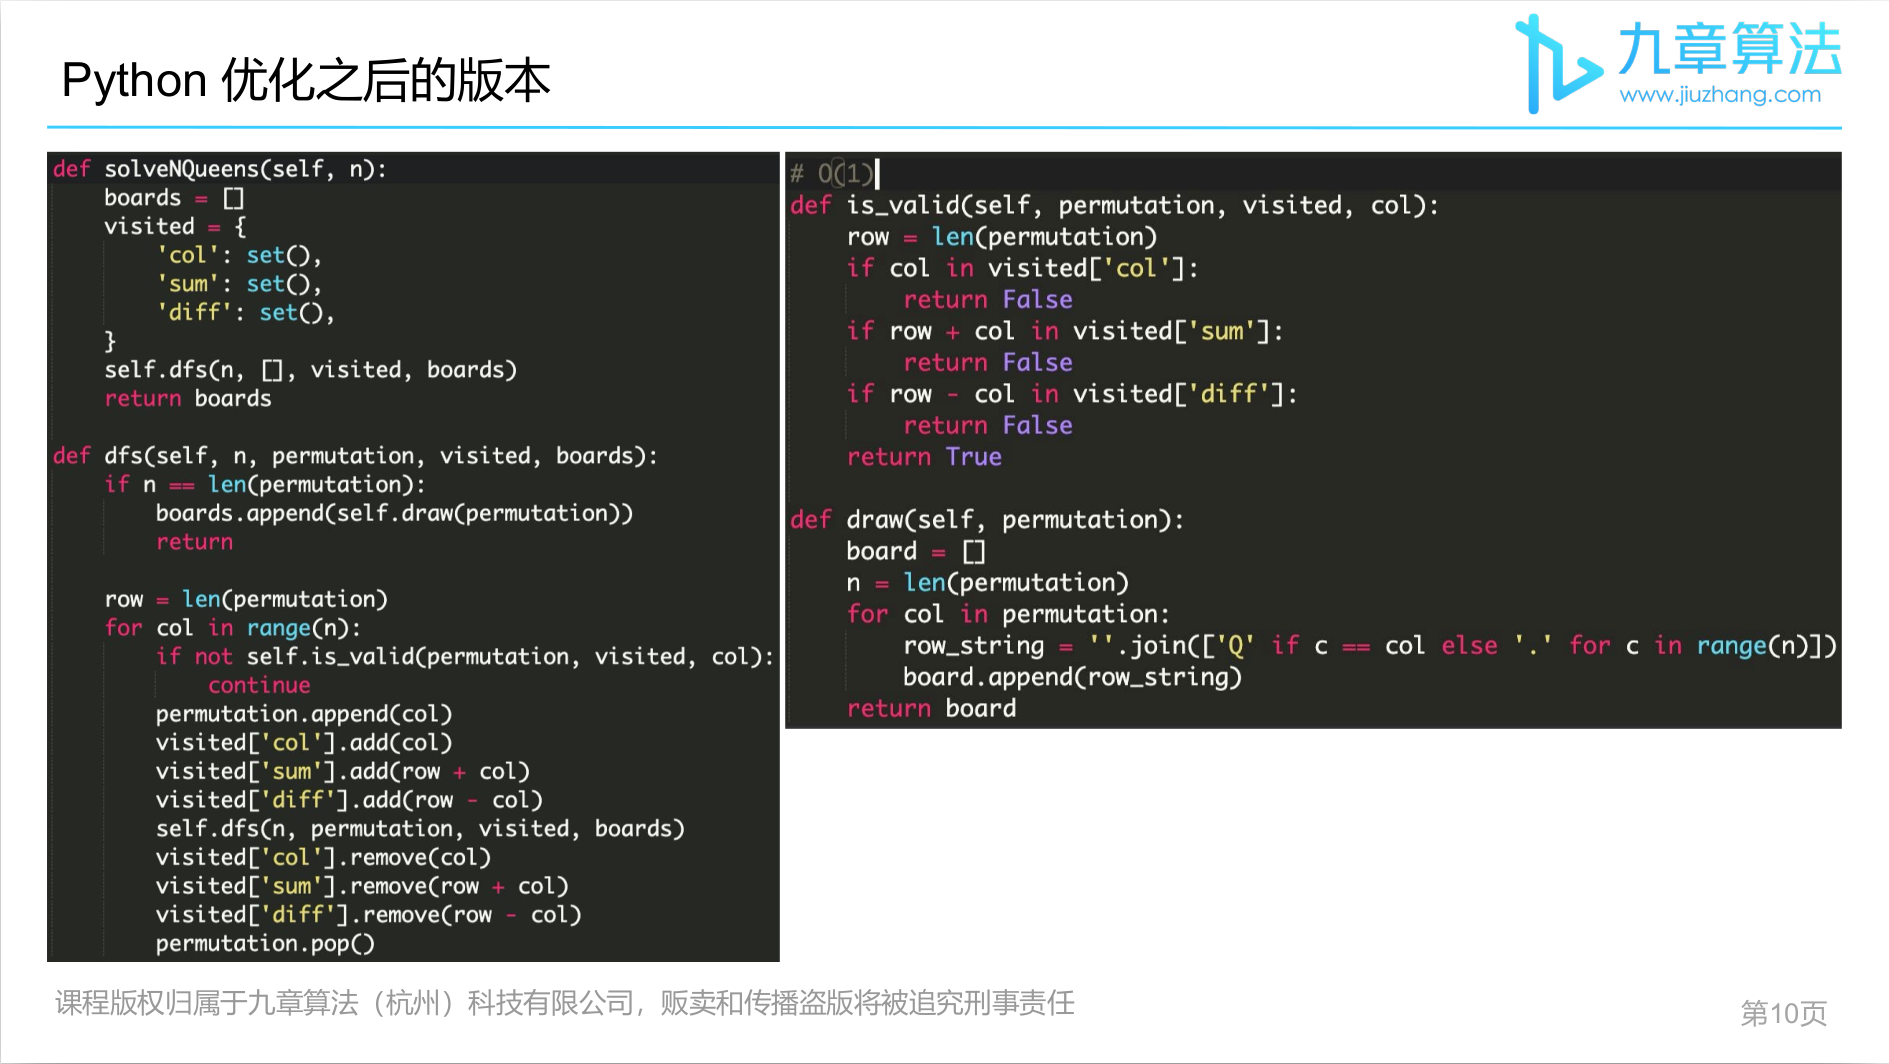 Python 优化之后的版本
九章算法
www.jiuzhang.com
def solveNQueens(self, n):
    boards = []
    visited = {
        'col': set(),
        'sum': set(),
        'diff': set(),
    }
    self.dfs(n, [], visited, boards)
    return boards
def dfs(self, n, permutation, visited, boards):
    if n == len(permutation):
        boards.append(self.draw(permutation))
        return
    row = len(permutation)
    for col in range(n):
        if not self.is_valid(permutation, visited, col):
            continue
        permutation.append(col)
        visited['col'].add(col)
        visited['sum'].add(row + col)
        visited['diff'].add(row - col)
        self.dfs(n, permutation, visited, boards)
        visited['col'].remove(col)
        visited['sum'].remove(row + col)
        visited['diff'].remove(row - col)
        permutation.pop()
# O(1)
def is_valid(self, permutation, visited, col):
    row = len(permutation)
    if col in visited['col']:
        return False
    if row + col in visited['sum']:
        return False
    if row - col in visited['diff']:
        return False
    return True
def draw(self, permutation):
    board = []
    n = len(permutation)
    for col in permutation:
        row_string = ''.join(['Q' if c == col else '.' for c in range(n)])
        board.append(row_string)
    return board
课程版权归属于九章算法（杭州）科技有限公司，贩卖和传播盗版将被追究刑事责任
第10页